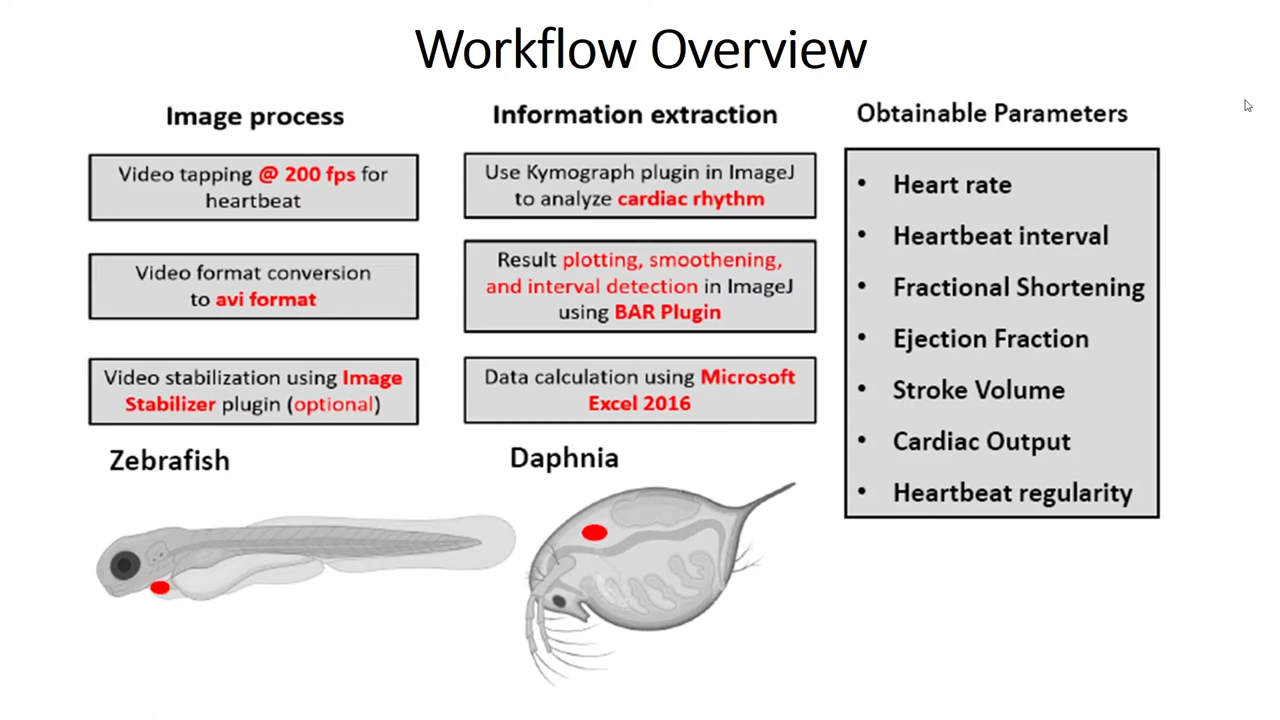 Workflow Overview
Image process
Video tapping @ 200 fps for
heartbeat
Video format conversion
to avi format
Video stabilization using Image
Stabilizer plugin (optional)
Information extraction
Use Kymograph plugin in ImageJ
to analyze cardiac rhythm
Result plotting, smoothening,
and interval detection in ImageJ
using BAR Plugin
Data calculation using Microsoft
Excel 2016
Obtainable Parameters
• Heart rate
• Heartbeat interval
• Fractional Shortening
• Ejection Fraction
• Stroke Volume
• Cardiac Output
• Heartbeat regularity
Zebrafish
Daphnia